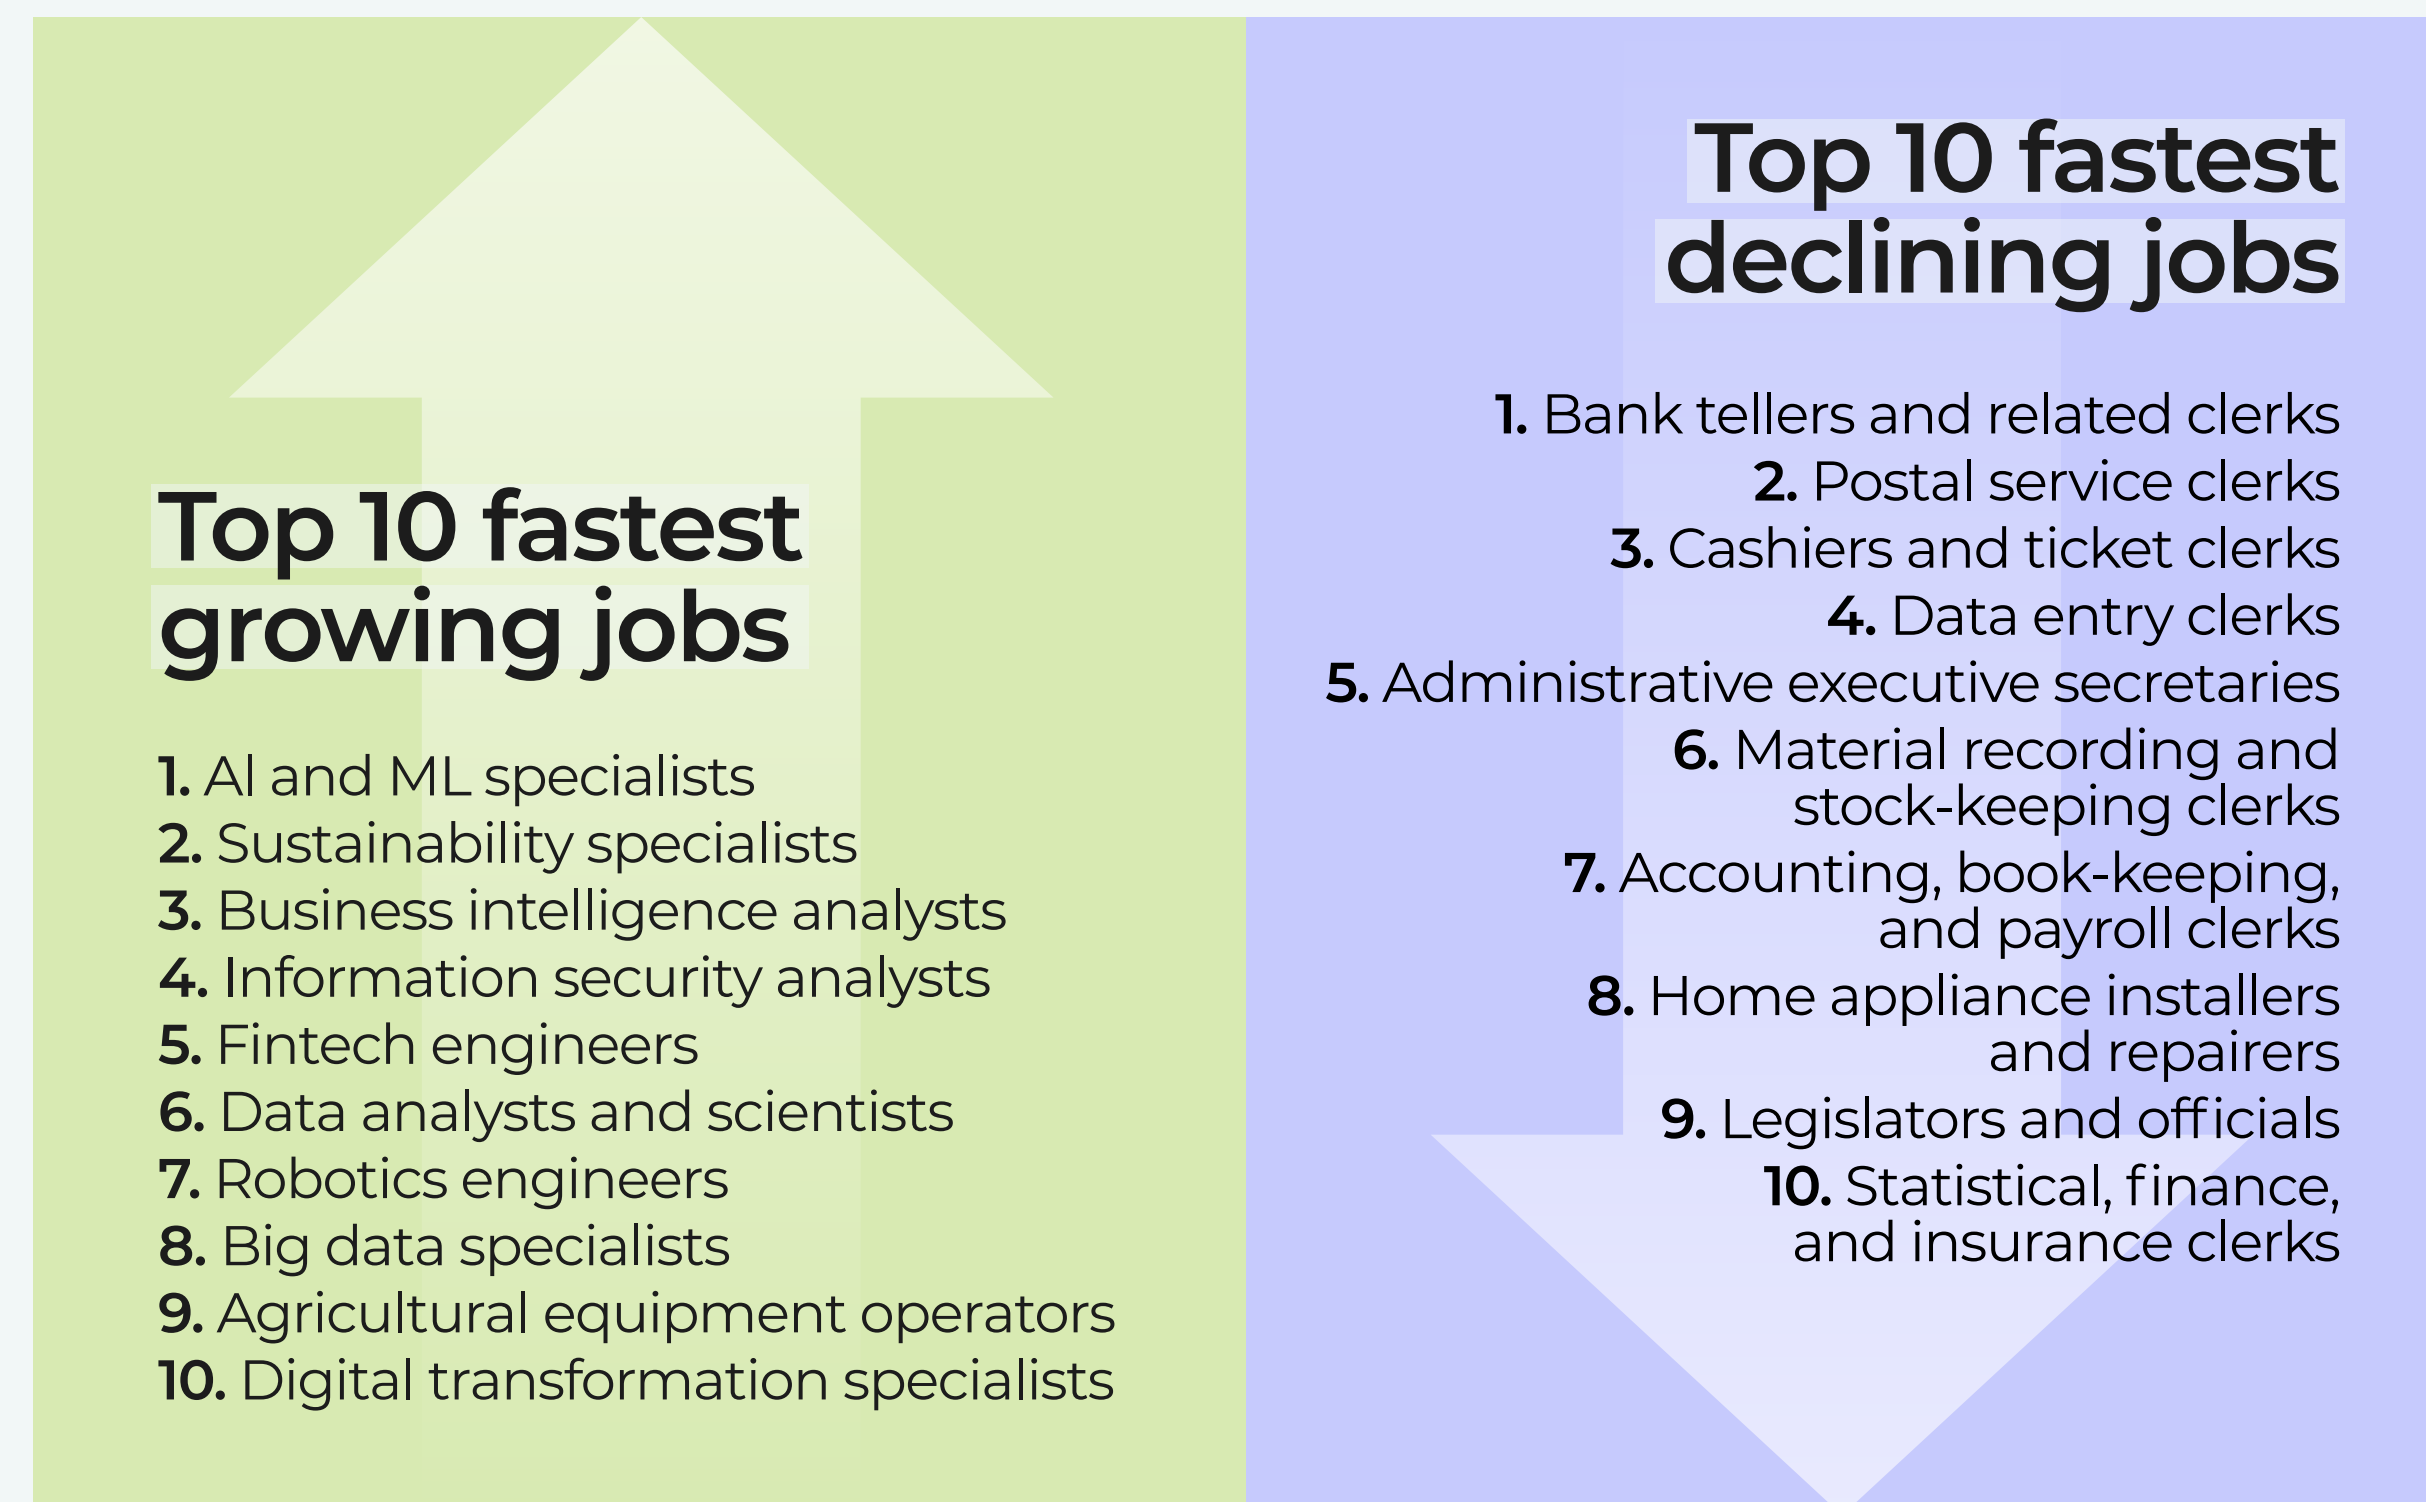 Top 10 fastest
growing jobs
1. AI and ML specialists
2. Sustainability specialists
3. Business intelligence analysts
4. Information security analysts
5. Fintech engineers
6. Data analysts and scientists
7. Robotics engineers
8. Big data specialists
9. Agricultural equipment operators
10. Digital transformation specialists
Top 10 fastest
declining jobs
1. Bank tellers and related clerks
2. Postal service clerks
3. Cashiers and ticket clerks
4. Data entry clerks
5. Administrative executive secretaries
6. Material recording and
stock-keeping clerks
7. Accounting, book-keeping,
and payroll clerks
8. Home appliance installers
and repairers
9. Legislators and officials
10. Statistical, finance,
and insurance clerks